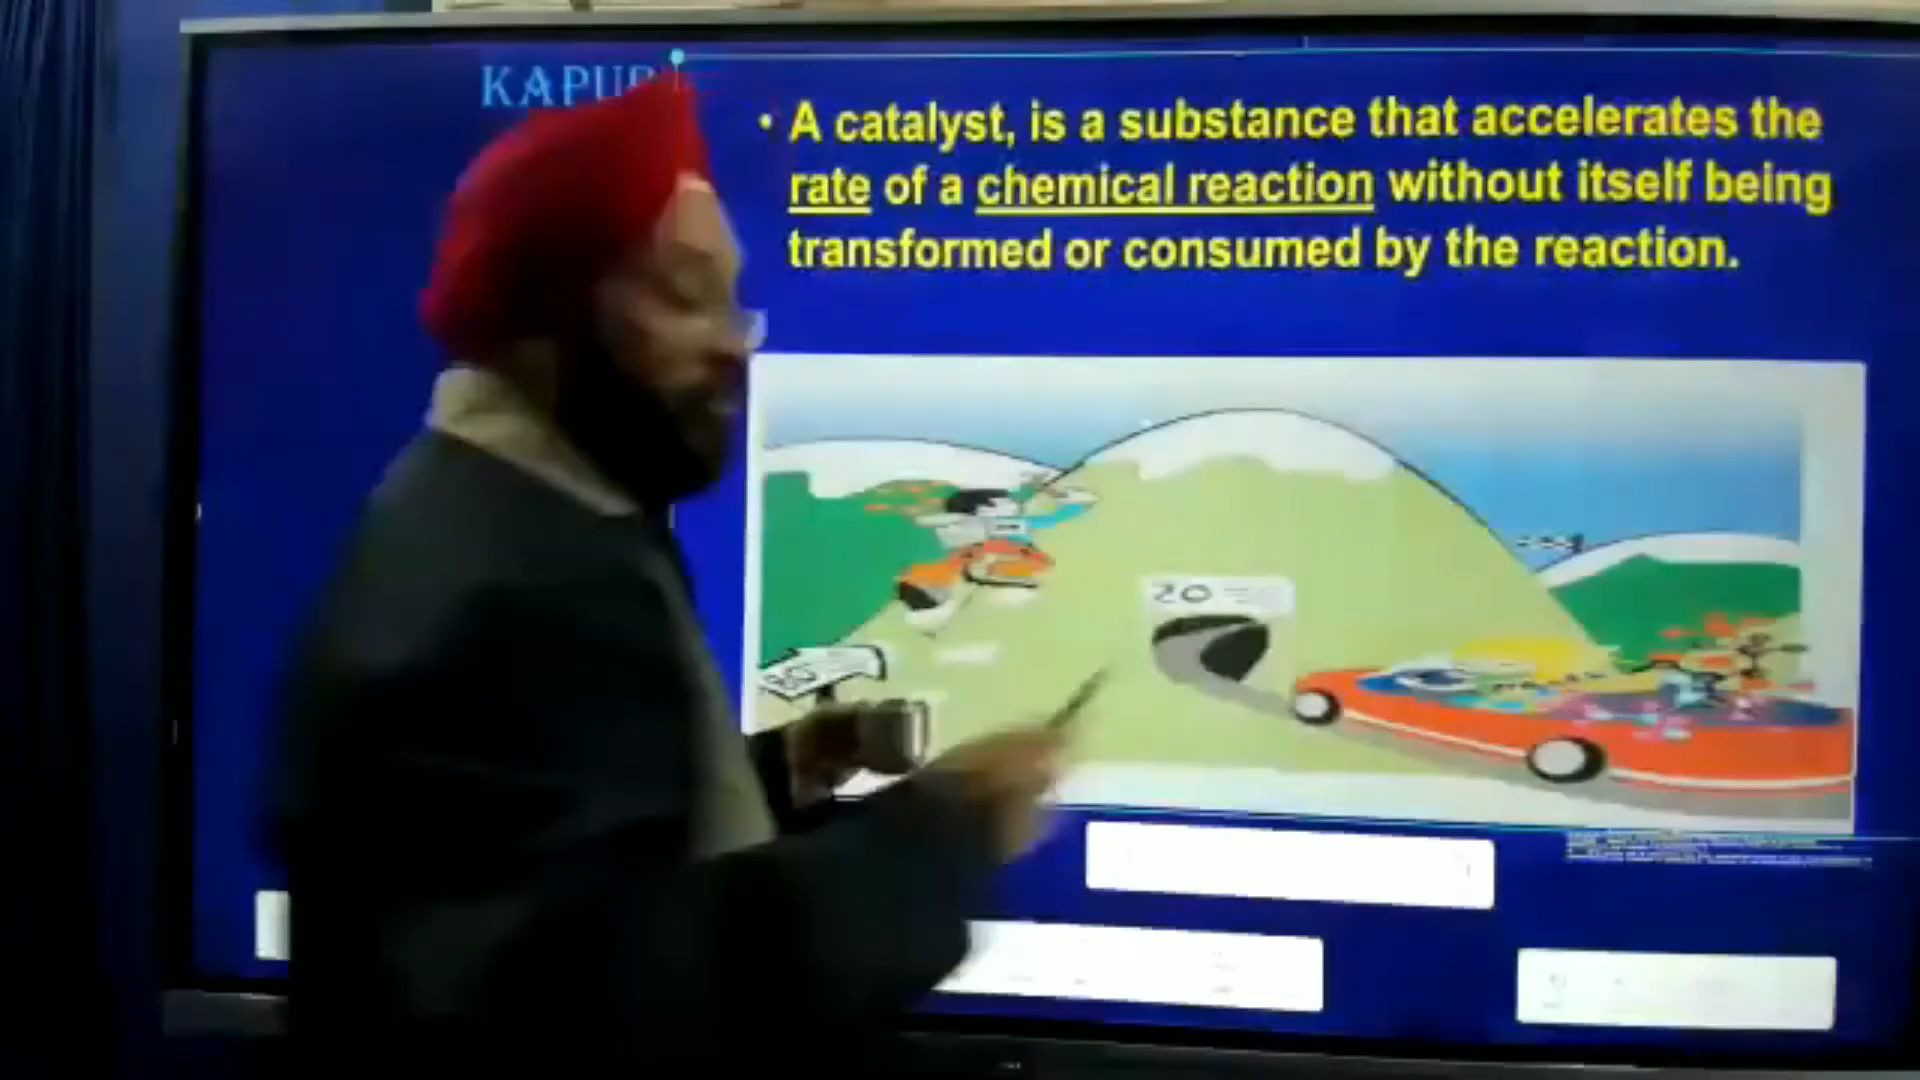 KAPUR
• A catalyst, is a substance that accelerates the
rate of a chemical reaction without itself being
transformed or consumed by the reaction.
20
80